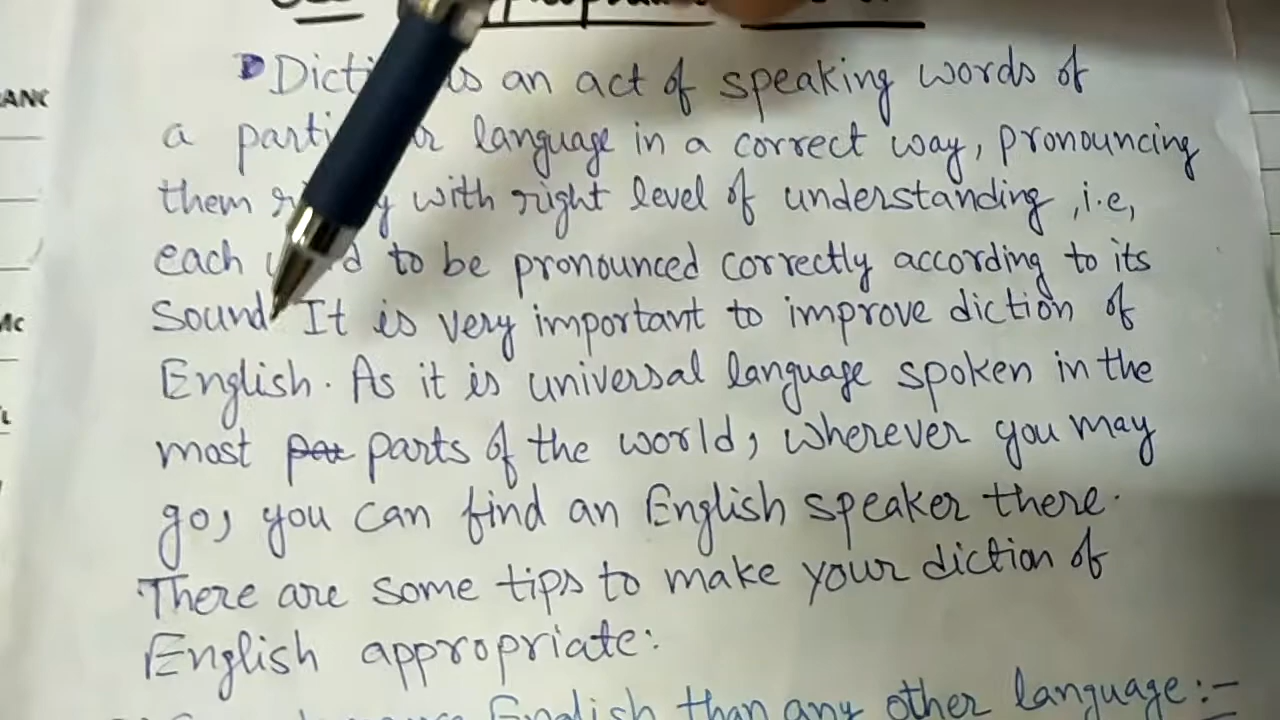 Dicti is an act of speaking words of
a parti language in a correct way, pronouncing
them with right level of understanding, i.e,
each to be pronounced correctly according to its
Sound It is very important to improve diction of
English. As it is universal language spoken in the
most parts of the world, wherever you may
go, you can find an English speaker there.
There are some tips to make your diction of
English appropriate:
English than any other language:-